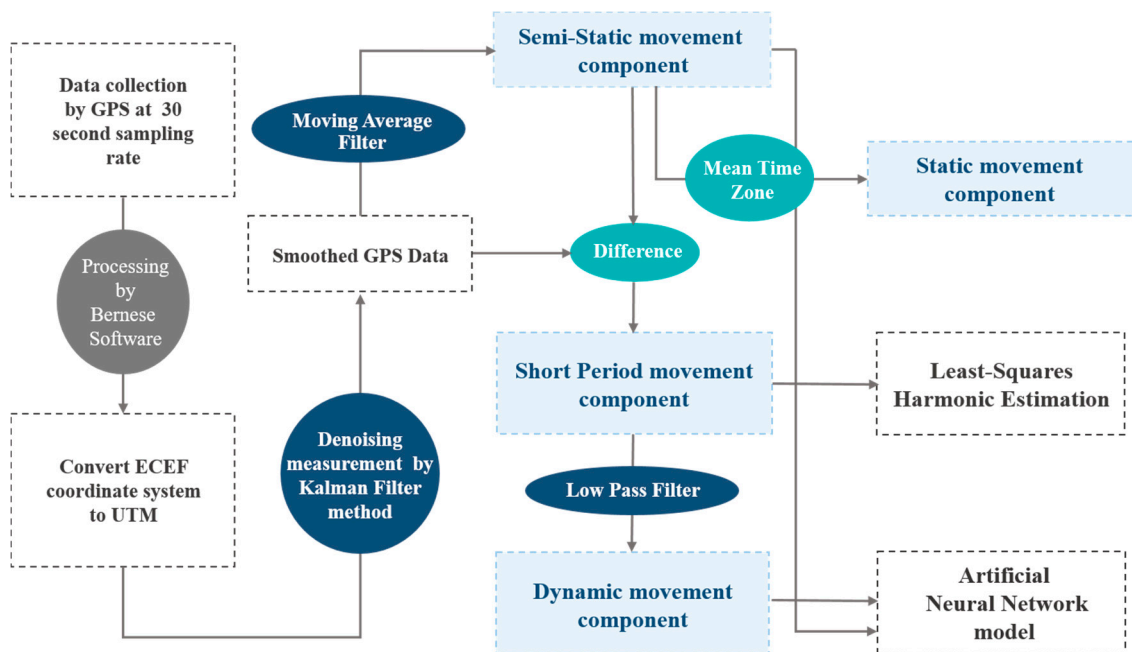 Data collection
by GPS at 30
second sampling
rate
Processing
by
Bernese
Software
Convert ECEF
coordinate system
to UTM
Denoising
measurement by
Kalman Filter
method
Smoothed GPS Data
Moving Average
Filter
Semi-Static movement
component
Mean Time
Zone
Static movement
component
Difference
Short Period movement
component
Least-Squares
Harmonic Estimation
Low Pass Filter
Dynamic movement
component
Artificial
Neural Network
model